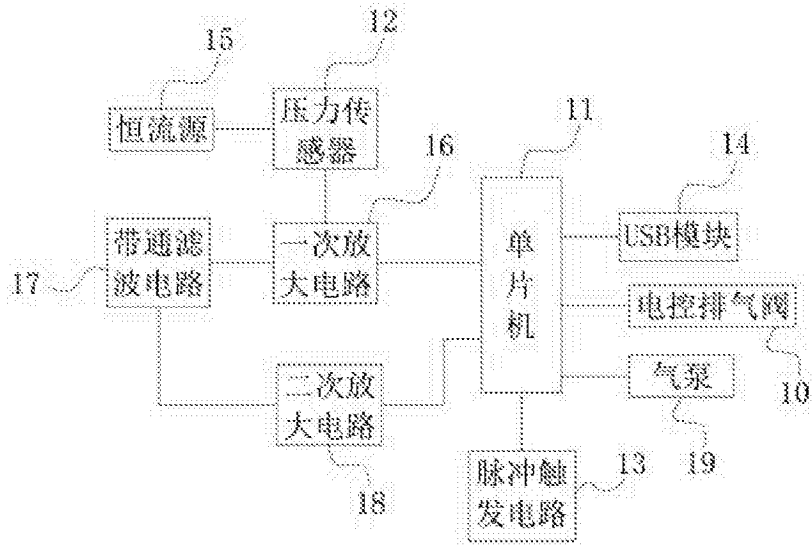 15
12
恒流源
压力传
感器
11
16
14
带通滤
波电路
一次放
大电路
单
片
机
USB模块
17
电控排气阀
10
二次放
大电路
气泵
18
19
脉冲触
发电路
13